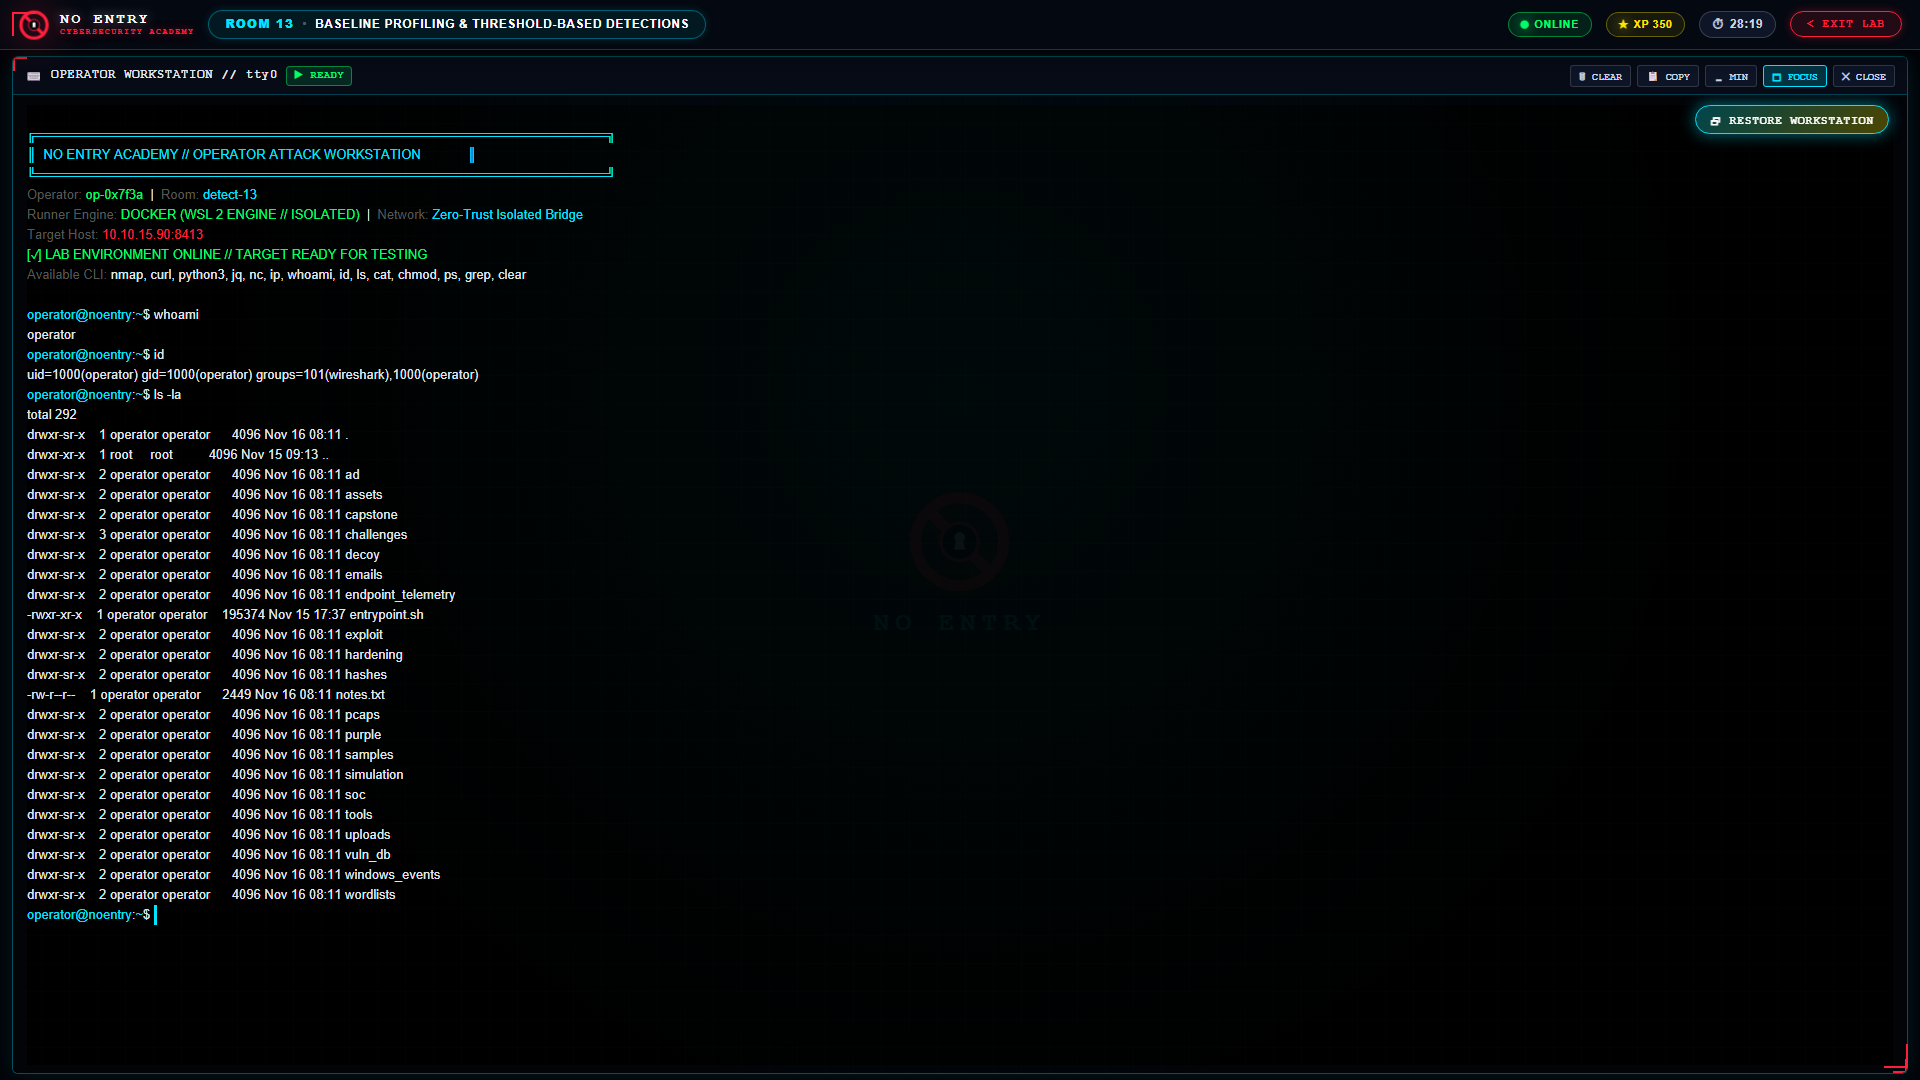 NO ENTRY
CYBERSECURITY ACADEMY
ROOM 13 • BASELINE PROFILING & THRESHOLD-BASED DETECTIONS
ONLINE
★ XP 350
⏱ 28:19
< EXIT LAB
OPERATOR WORKSTATION // tty0
▶ READY
CLEAR
COPY
MIN
FOCUS
✕ CLOSE
RESTORE WORKSTATION
NO ENTRY ACADEMY // OPERATOR ATTACK WORKSTATION
Operator: op-0x7f3a | Room: detect-13
Runner Engine: DOCKER (WSL 2 ENGINE // ISOLATED) | Network: Zero-Trust Isolated Bridge
Target Host: 10.10.15.90:8413
[✓] LAB ENVIRONMENT ONLINE // TARGET READY FOR TESTING
Available CLI: nmap, curl, python3, jq, nc, ip, whoami, id, ls, cat, chmod, ps, grep, clear
operator@noentry:~$ whoami
operator
operator@noentry:~$ id
uid=1000(operator) gid=1000(operator) groups=101(wireshark),1000(operator)
operator@noentry:~$ ls -la
total 292
drwxr-sr-x 1 operator operator 4096 Nov 16 08:11 .
drwxr-xr-x 1 root root 4096 Nov 15 09:13 ..
drwxr-sr-x 2 operator operator 4096 Nov 16 08:11 ad
drwxr-sr-x 2 operator operator 4096 Nov 16 08:11 assets
drwxr-sr-x 2 operator operator 4096 Nov 16 08:11 capstone
drwxr-sr-x 3 operator operator 4096 Nov 16 08:11 challenges
drwxr-sr-x 2 operator operator 4096 Nov 16 08:11 decoy
drwxr-sr-x 2 operator operator 4096 Nov 16 08:11 emails
drwxr-sr-x 2 operator operator 4096 Nov 16 08:11 endpoint_telemetry
-rwxr-xr-x 1 operator operator 195374 Nov 15 17:37 entrypoint.sh
drwxr-sr-x 2 operator operator 4096 Nov 16 08:11 exploit
drwxr-sr-x 2 operator operator 4096 Nov 16 08:11 hardening
drwxr-sr-x 2 operator operator 4096 Nov 16 08:11 hashes
-rw-r--r-- 1 operator operator 2449 Nov 16 08:11 notes.txt
drwxr-sr-x 2 operator operator 4096 Nov 16 08:11 pcaps
drwxr-sr-x 2 operator operator 4096 Nov 16 08:11 purple
drwxr-sr-x 2 operator operator 4096 Nov 16 08:11 samples
drwxr-sr-x 2 operator operator 4096 Nov 16 08:11 simulation
drwxr-sr-x 2 operator operator 4096 Nov 16 08:11 soc
drwxr-sr-x 2 operator operator 4096 Nov 16 08:11 tools
drwxr-sr-x 2 operator operator 4096 Nov 16 08:11 uploads
drwxr-sr-x 2 operator operator 4096 Nov 16 08:11 vuln_db
drwxr-sr-x 2 operator operator 4096 Nov 16 08:11 windows_events
drwxr-sr-x 2 operator operator 4096 Nov 16 08:11 wordlists
operator@noentry:~$
NO ENTRY